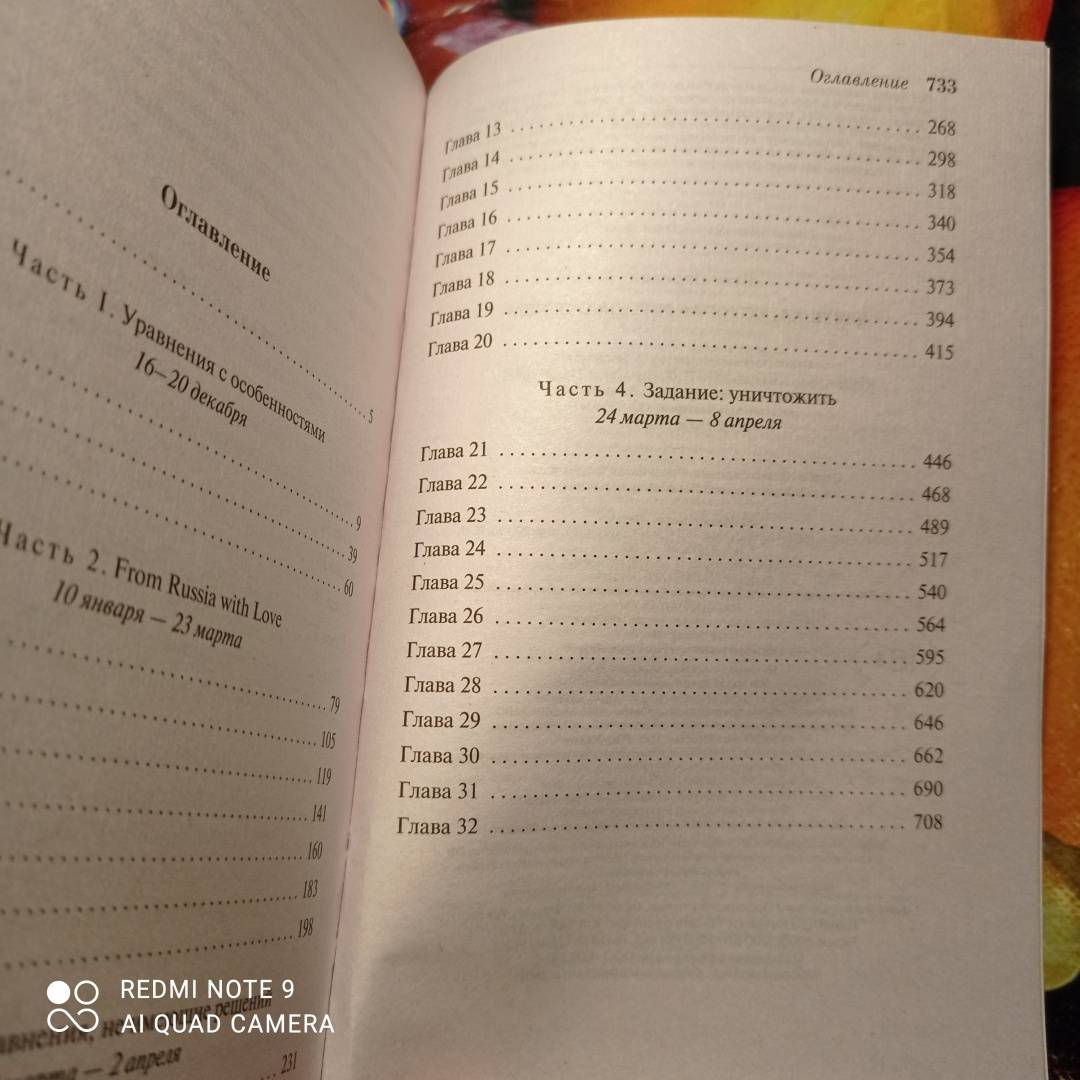 Оглавление
5
Часть 1. Уравнения с особенностями
16–20 декабря
9
39
60
Часть 2. From Russia with Love
10 января — 23 марта
79
105
119
141
160
183
198
решений
— 2 апреля
231
Оглавление 733
Глава 13 268
Глава 14 298
Глава 15 318
Глава 16 340
Глава 17 354
Глава 18 373
Глава 19 394
Глава 20 415
Часть 4. Задание: уничтожить
24 марта — 8 апреля
Глава 21 446
Глава 22 468
Глава 23 489
Глава 24 517
Глава 25 540
Глава 26 564
Глава 27 595
Глава 28 620
Глава 29 646
Глава 30 662
Глава 31 690
Глава 32 708
REDMI NOTE 9
AI QUAD CAMERA